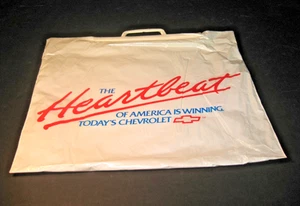 THE
Heartbeat
OF AMERICA IS WINNING.
TODAY'S CHEVROLET